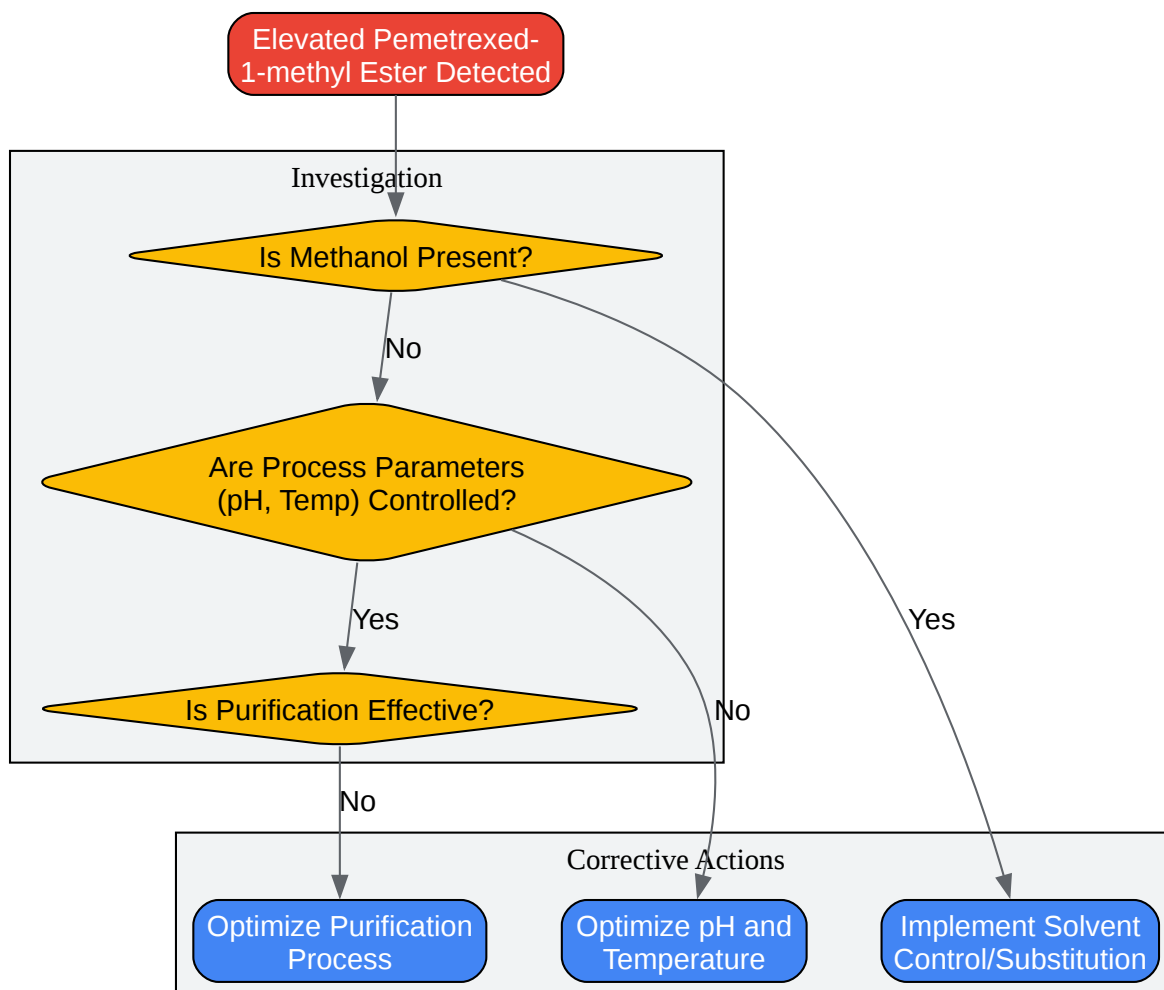 Elevated Pemetrexed-
1-methyl Ester Detected
Investigation
Is Methanol Present?
No
Are Process Parameters
(pH, Temp) Controlled?
Yes
Yes
Is Purification Effective?
No
No
Corrective Actions
Optimize Purification
Process
Optimize pH and
Temperature
Implement Solvent
Control/Substitution